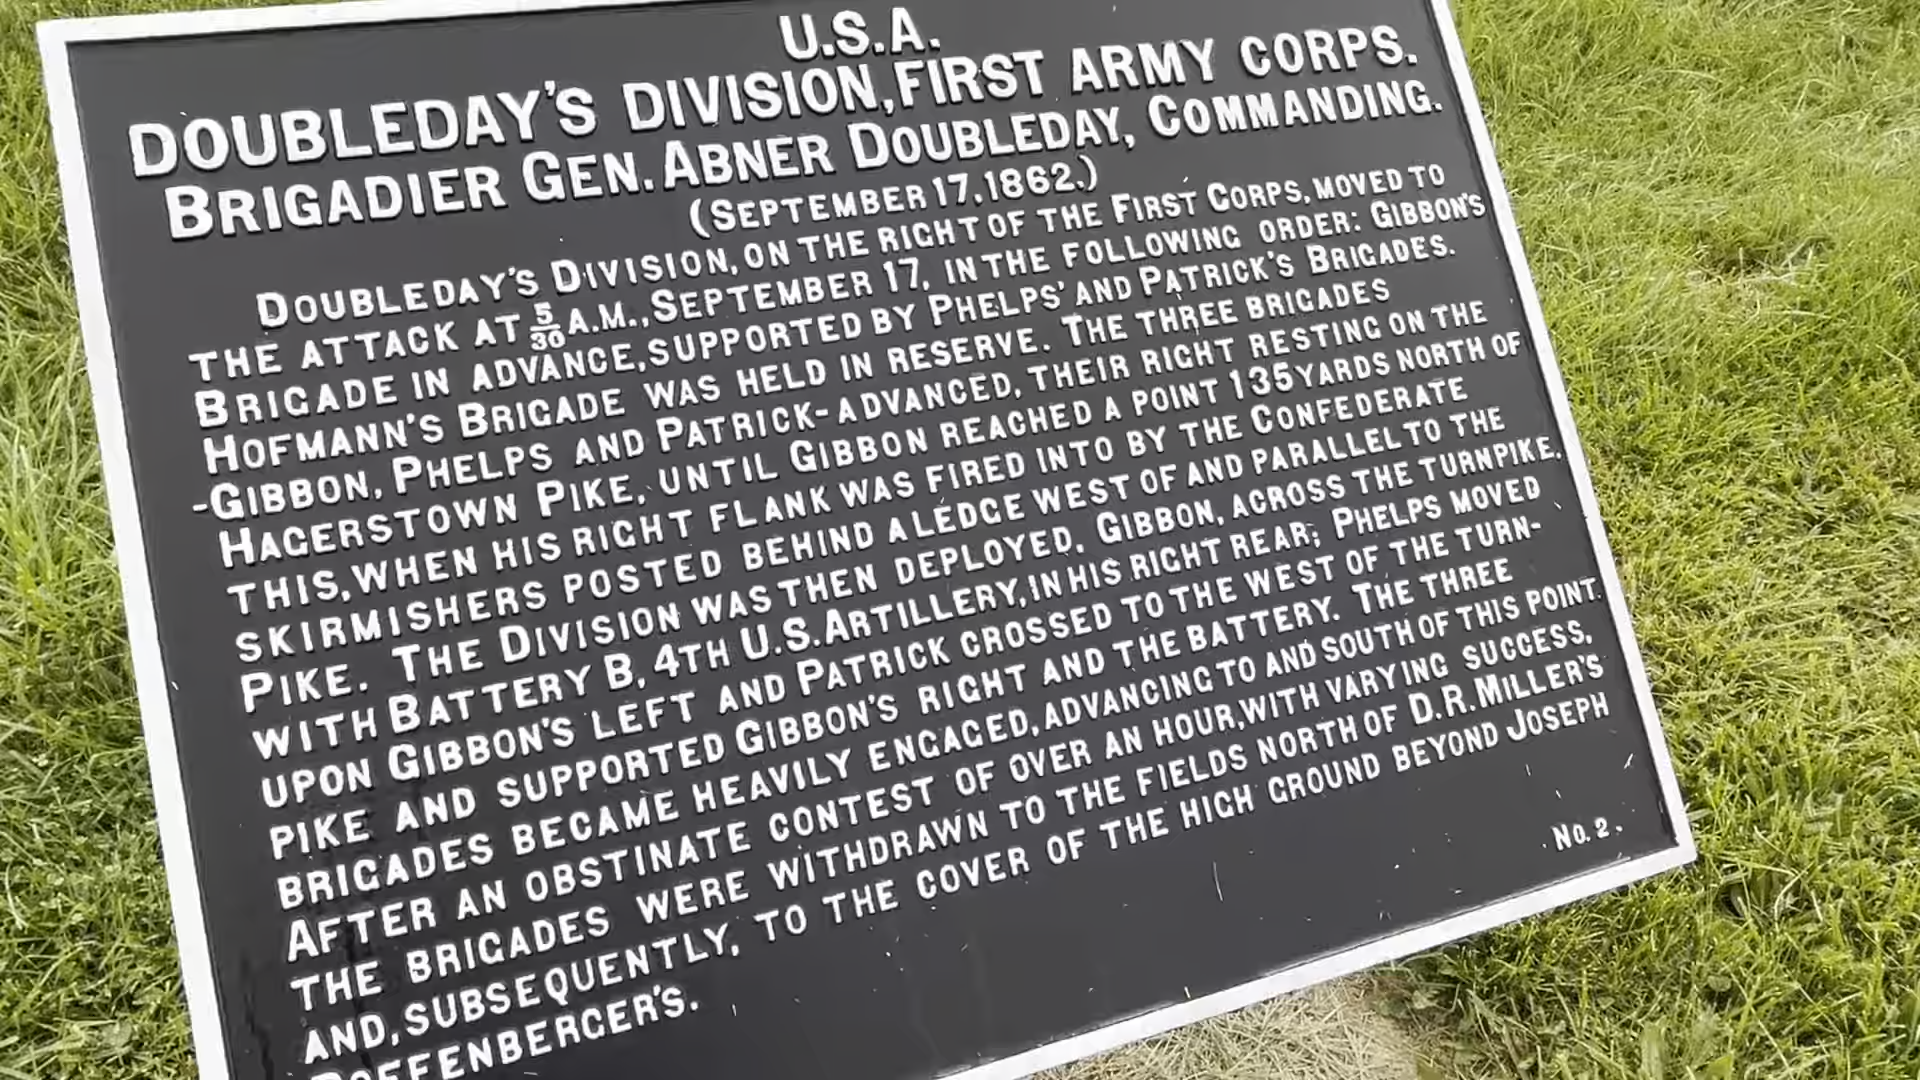 U.S.A.
DOUBLEDAY'S DIVISION, FIRST ARMY CORPS.
BRIGADIER GEN. ABNER DOUBLEDAY, COMMANDING.
(SEPTEMBER 17, 1862.)
DOUBLEDAY'S DIVISION, ON THE RIGHT OF THE FIRST CORPS, MOVED TO
THE ATTACK AT 5/30 A.M., SEPTEMBER 17, IN THE FOLLOWING ORDER: GIBBON'S
BRIGADE IN ADVANCE, SUPPORTED BY PHELPS' AND PATRICK'S BRIGADES.
HOFMANN'S BRIGADE WAS HELD IN RESERVE. THE THREE BRIGADES
-GIBBON, PHELPS AND PATRICK- ADVANCED, THEIR RIGHT RESTING ON THE
HAGERSTOWN PIKE, UNTIL GIBBON REACHED A POINT 135 YARDS NORTH OF
THIS, WHEN HIS RIGHT FLANK WAS FIRED INTO BY THE CONFEDERATE
SKIRMISHERS POSTED BEHIND A LEDGE WEST OF AND PARALLEL TO THE
PIKE. THE DIVISION WAS THEN DEPLOYED. GIBBON, ACROSS THE TURNPIKE,
WITH BATTERY B, 4TH U.S. ARTILLERY, IN HIS RIGHT REAR; PHELPS MOVED
UPON GIBBON'S LEFT AND PATRICK CROSSED TO THE WEST OF THE TURN-
PIKE AND SUPPORTED GIBBON'S RIGHT AND THE BATTERY. THE THREE
BRIGADES BECAME HEAVILY ENGAGED, ADVANCING TO AND SOUTH OF THIS POINT.
AFTER AN OBSTINATE CONTEST OF OVER AN HOUR, WITH VARYING SUCCESS,
THE BRIGADES WERE WITHDRAWN TO THE FIELDS NORTH OF D.R. MILLER'S
AND, SUBSEQUENTLY, TO THE COVER OF THE HIGH GROUND BEYOND JOSEPH
POFFENBERGER'S.
NO. 2.